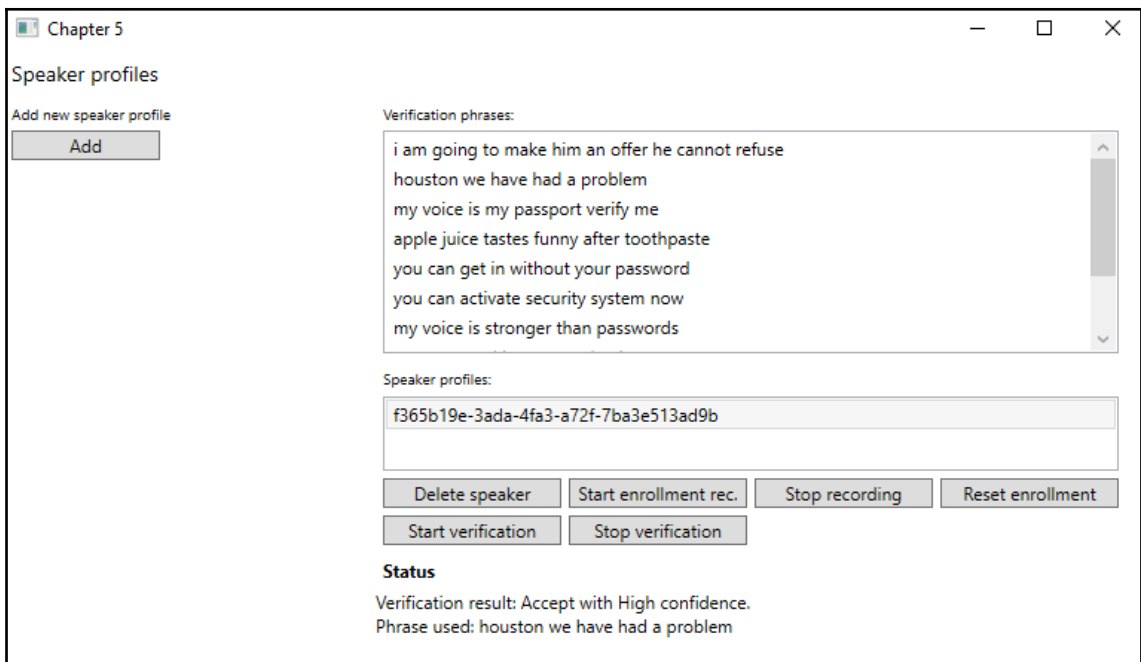 Chapter 5
Speaker profiles
Add new speaker profile
Add
Verification phrases:
i am going to make him an offer he cannot refuse
houston we have had a problem
my voice is my passport verify me
apple juice tastes funny after toothpaste
you can get in without your password
you can activate security system now
my voice is stronger than passwords
Speaker profiles:
f365b19e-3ada-4fa3-a72f-7ba3e513ad9b
Delete speaker Start enrollment rec. Stop recording Reset enrollment
Start verification Stop verification
Status
Verification result: Accept with High confidence.
Phrase used: houston we have had a problem